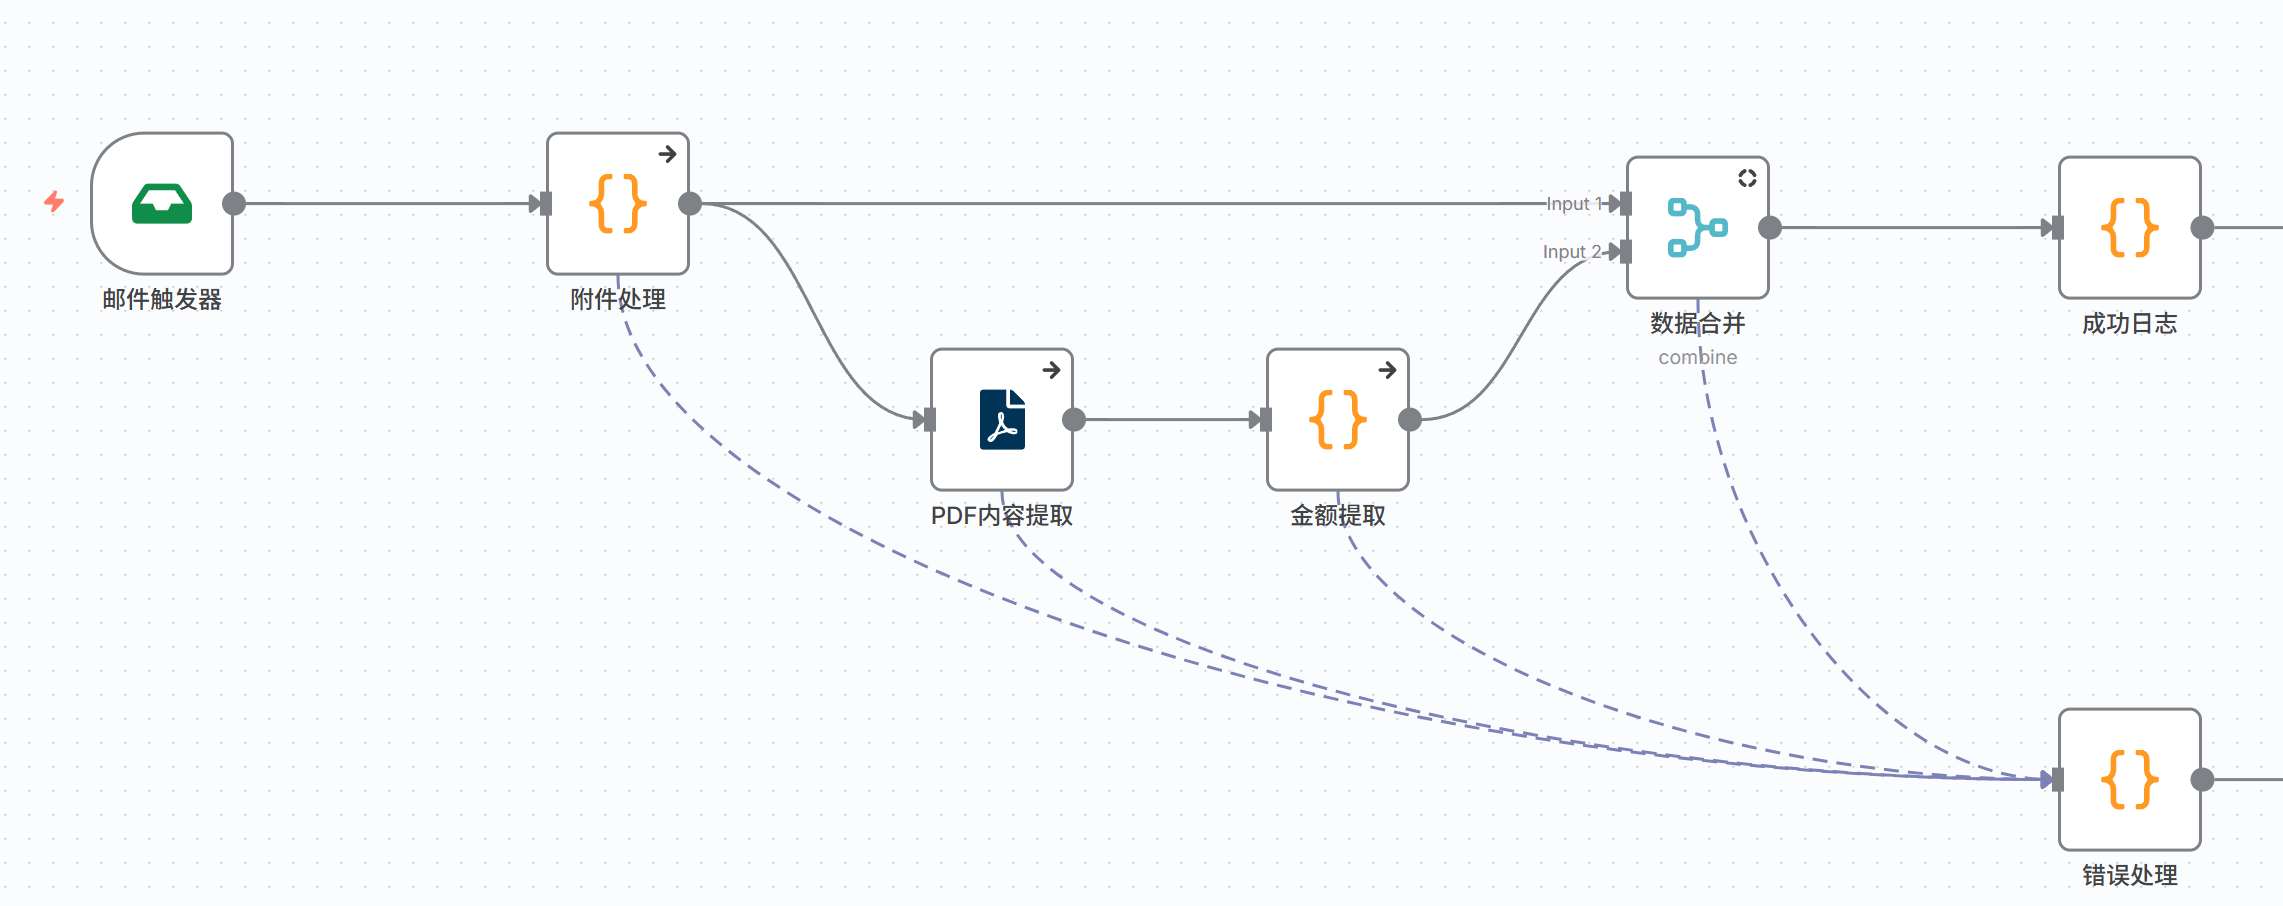 邮件触发器
附件处理
Input 1
Input 2
数据合并
combine
成功日志
PDF内容提取
金额提取
错误处理